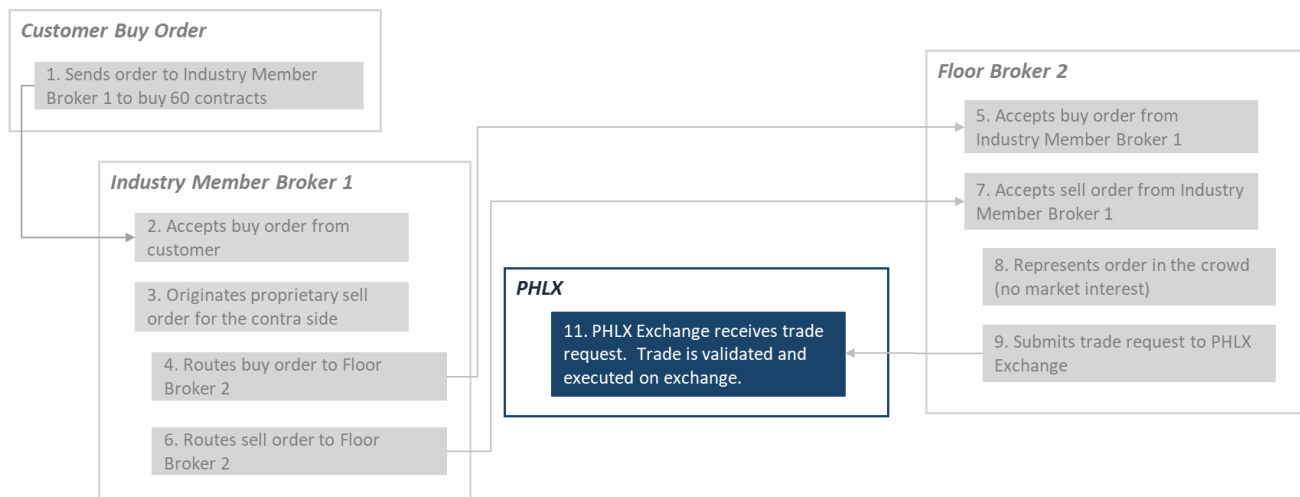 Customer Buy Order
1. Sends order to Industry Member
Broker 1 to buy 60 contracts
Industry Member Broker 1
2. Accepts buy order from
customer
3. Originates proprietary sell
order for the contra side
4. Routes buy order to Floor
Broker 2
6. Routes sell order to Floor
Broker 2
PHLX
11. PHLX Exchange receives trade
request.  Trade is validated and
executed on exchange.
Floor Broker 2
5. Accepts buy order from
Industry Member Broker 1
7. Accepts sell order from Industry
Member Broker 1
8. Represents order in the crowd
(no market interest)
9. Submits trade request to PHLX
Exchange